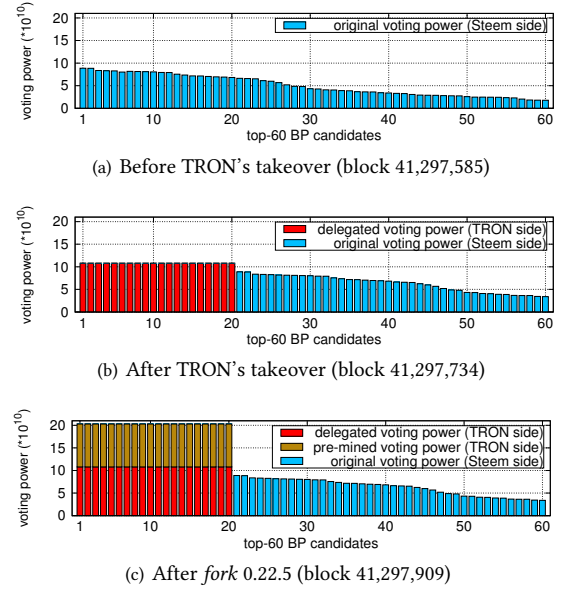 voting power (*10^10)
20
15
10
5
0
original voting power (Steem side)
1 10 20 30 40 50 60
top-60 BP candidates
(a) Before TRON's takeover (block 41,297,585)
voting power (*10^10)
20
15
10
5
0
delegated voting power (TRON side)
original voting power (Steem side)
1 10 20 30 40 50 60
top-60 BP candidates
(b) After TRON's takeover (block 41,297,734)
voting power (*10^10)
20
15
10
5
0
delegated voting power (TRON side)
pre-mined voting power (TRON side)
original voting power (Steem side)
1 10 20 30 40 50 60
top-60 BP candidates
(c) After fork 0.22.5 (block 41,297,909)